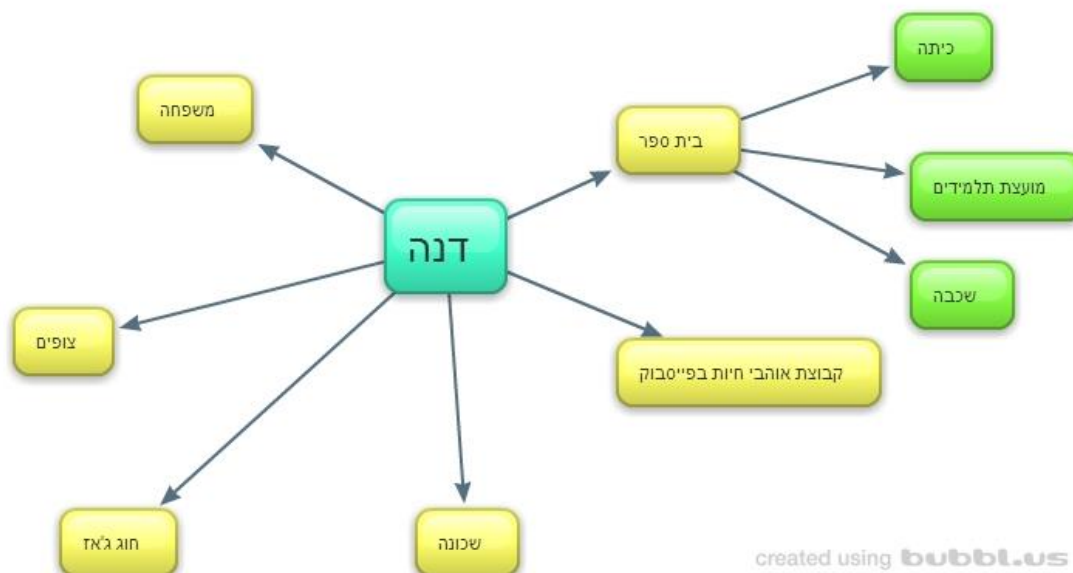 דנה
משפחה
בית ספר
כיתה
מועצת תלמידים
שכבה
קבוצת אוהבי חיות בפייסבוק
שכונה
חוג ג'אז
צופים
created using bubbl.us